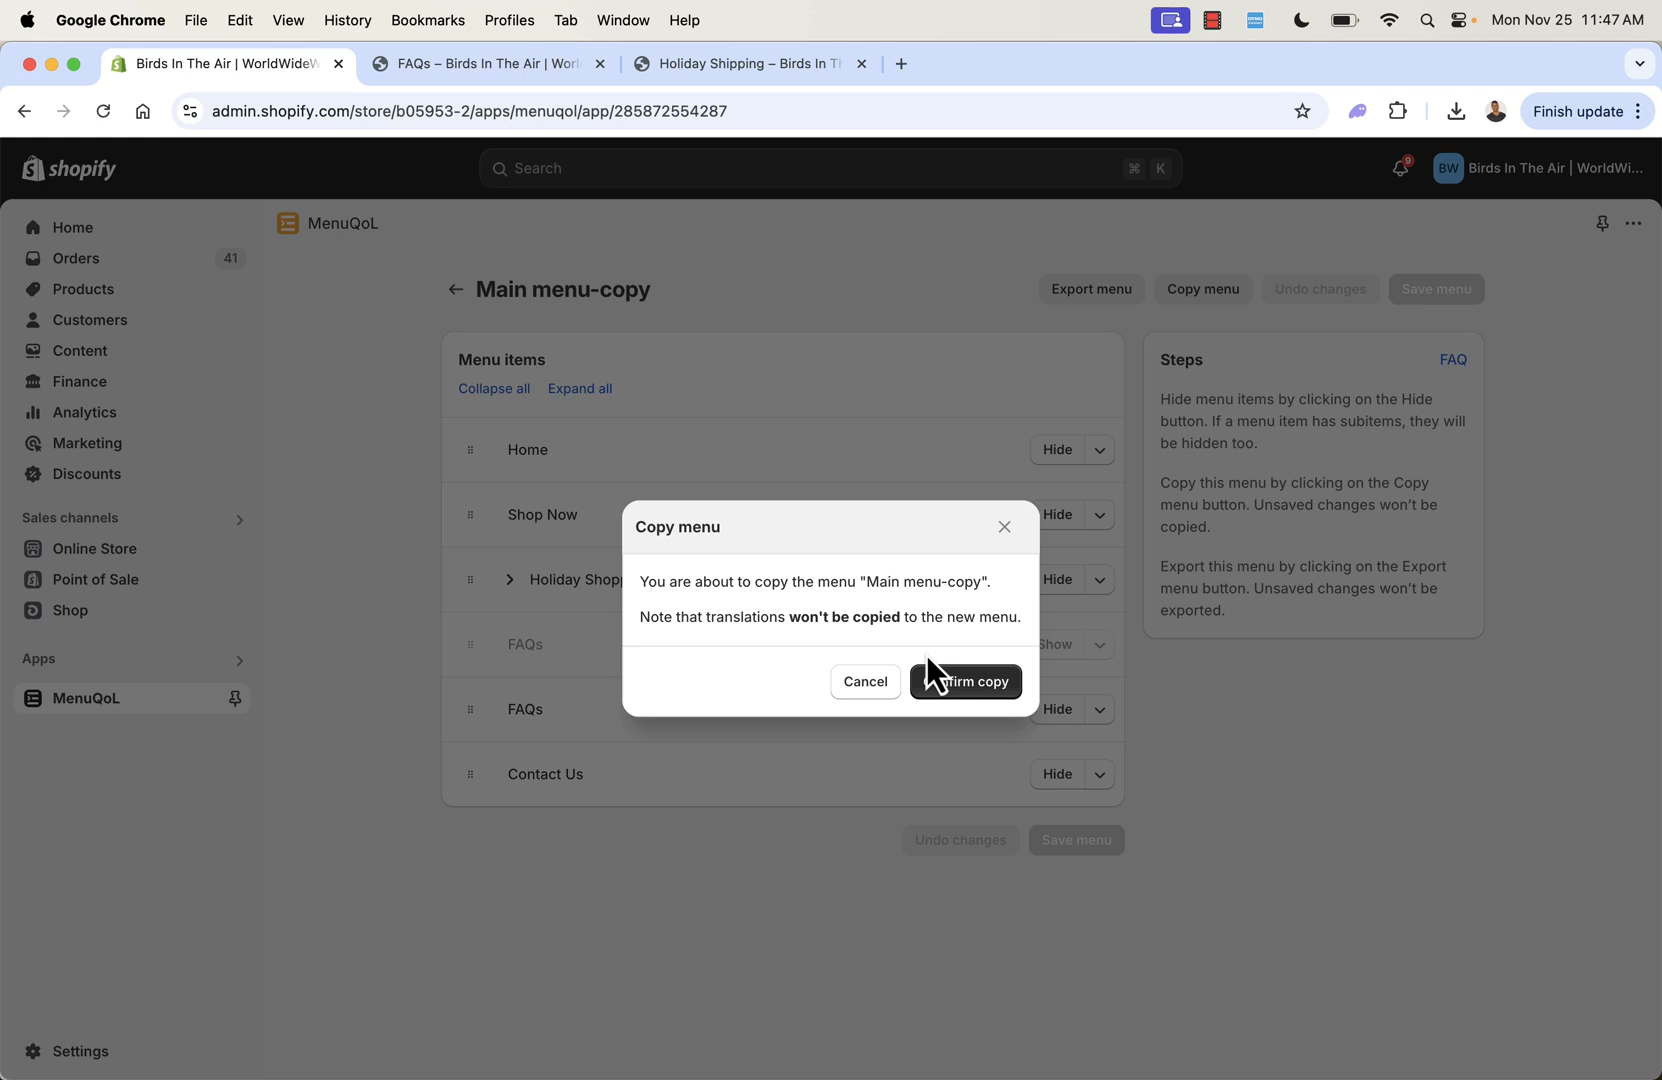 Google Chrome File Edit View History Bookmarks Profiles Tab Window Help
Mon Nov 25 11:47 AM
Birds In The Air | WorldWideW
FAQs – Birds In The Air | Worl
Holiday Shipping – Birds In Th
admin.shopify.com/store/b05953-2/apps/menuqol/app/285872554287
Finish update
shopify
Search
⌘ K
9
BW
Birds In The Air | WorldWi...
Home
Orders 41
Products
Customers
Content
Finance
Analytics
Marketing
Discounts
Sales channels
Online Store
Point of Sale
Shop
Apps
MenuQoL
Settings
MenuQoL
Main menu-copy
Export menu
Copy menu
Undo changes
Save menu
Menu items
Collapse all Expand all
Home Hide
Shop Now Hide
Holiday Shop Hide
FAQs Show
FAQs Hide
Contact Us Hide
Undo changes
Save menu
Steps
FAQ
Hide menu items by clicking on the Hide
button. If a menu item has subitems, they will
be hidden too.
Copy this menu by clicking on the Copy
menu button. Unsaved changes won't be
copied.
Export this menu by clicking on the Export
menu button. Unsaved changes won't be
exported.
Copy menu
You are about to copy the menu "Main menu-copy".
Note that translations won't be copied to the new menu.
Cancel
firm copy